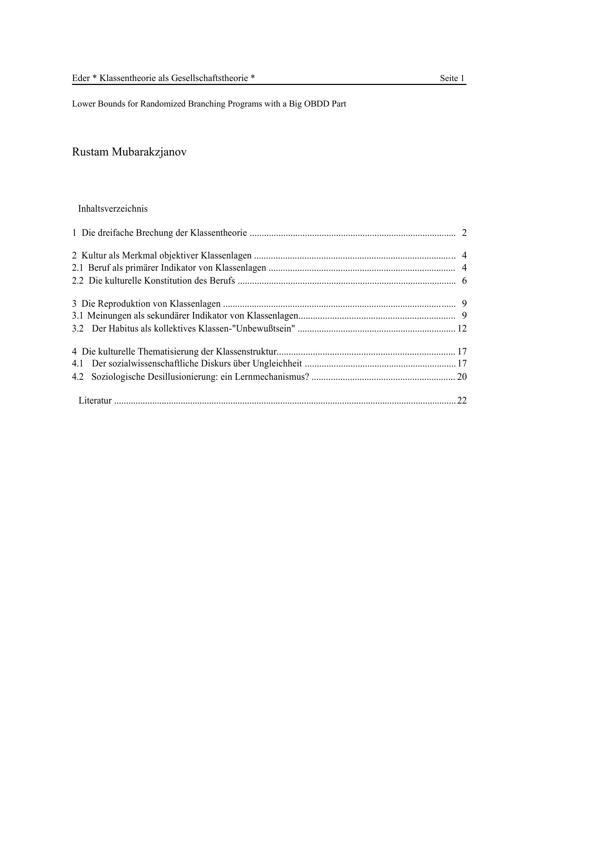 Eder * Klassentheorie als Gesellschaftstheorie * Seite 1
Lower Bounds for Randomized Branching Programs with a Big OBDD Part
Rustam Mubarakzjanov
Inhaltsverzeichnis
1 Die dreifache Brechung der Klassentheorie ........ 2
2 Kultur als Merkmal objektiver Klassenlagen ........ 4
2.1 Beruf als primärer Indikator von Klassenlagen ........ 4
2.2 Die kulturelle Konstitution des Berufs ........ 6
3 Die Reproduktion von Klassenlagen ........ 9
3.1 Meinungen als sekundärer Indikator von Klassenlagen........ 9
3.2 Der Habitus als kollektives Klassen-"Unbewußtsein" ........ 12
4 Die kulturelle Thematisierung der Klassenstruktur........ 17
4.1 Der sozialwissenschaftliche Diskurs über Ungleichheit ........ 17
4.2 Soziologische Desillusionierung: ein Lernmechanismus? ........ 20
Literatur ........ 22